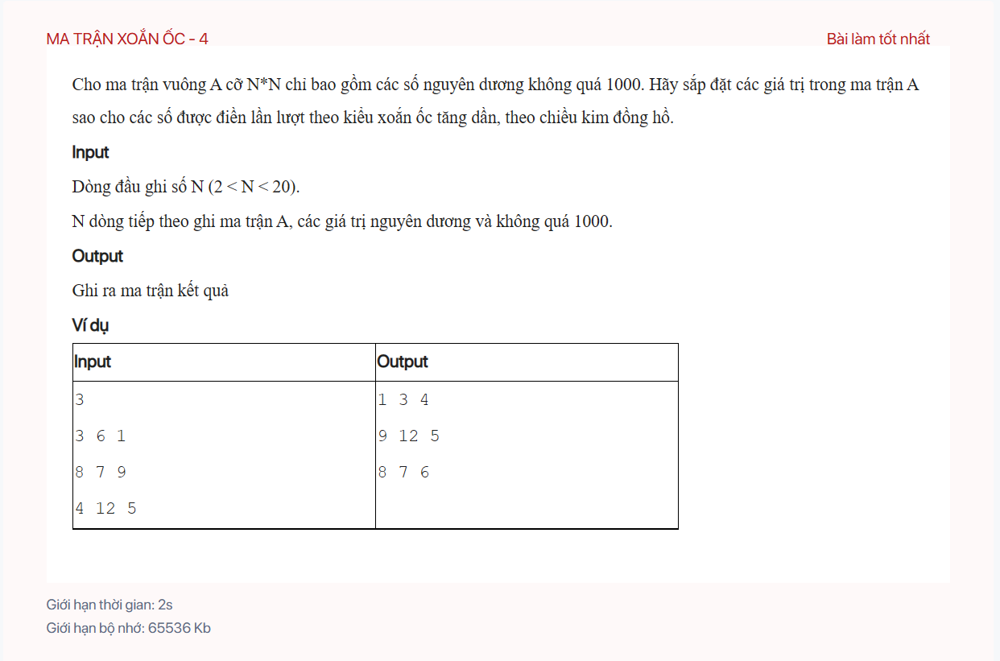 MA TRẬN XOẮN ỐC - 4
Bài làm tốt nhất
Cho ma trận vuông A cỡ N*N chỉ bao gồm các số nguyên dương không quá 1000. Hãy sắp đặt các giá trị trong ma trận A
sao cho các số được điền lần lượt theo kiểu xoắn ốc tăng dần, theo chiều kim đồng hồ.
Input
Dòng đầu ghi số N (2 < N < 20).
N dòng tiếp theo ghi ma trận A, các giá trị nguyên dương và không quá 1000.
Output
Ghi ra ma trận kết quả
Ví dụ
Input Output
3 1 3 4
3 6 1 9 12 5
8 7 9 8 7 6
4 12 5
Giới hạn thời gian: 2s
Giới hạn bộ nhớ: 65536 Kb